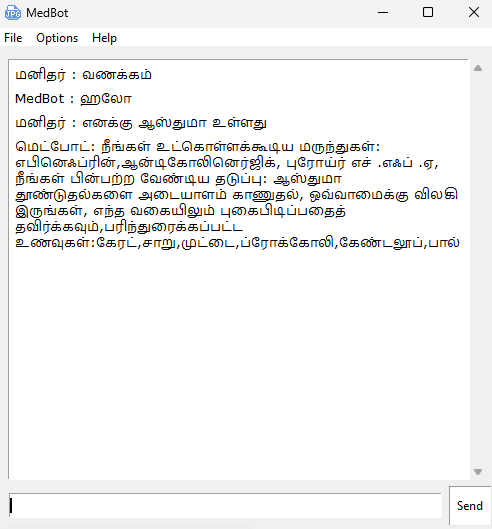 MedBot
File Options Help
மனிதர் : வணக்கம்
MedBot : ஹலோ
மனிதர் : எனக்கு ஆஸ்துமா உள்ளது
மெட்போட்: நீங்கள் உட்கொள்ளக்கூடிய மருந்துகள்:
எபினெஃப்ரின்,ஆன்டிகோலினெர்ஜிக், புரோய்ர் எச் .எஃப் .ஏ,
நீங்கள் பின்பற்ற வேண்டிய தடுப்பு: ஆஸ்துமா
தூண்டுதல்களை அடையாளம் காணுதல், ஒவ்வாமைக்கு விலகி
இருங்கள், எந்த வகையிலும் புகைபிடிப்பதைத்
தவிர்க்கவும்,பரிந்துரைக்கப்பட்ட
உணவுகள்:கேரட்,சாறு,முட்டை,ப்ரோக்கோலி,கேண்டலூப்,பால்
Send